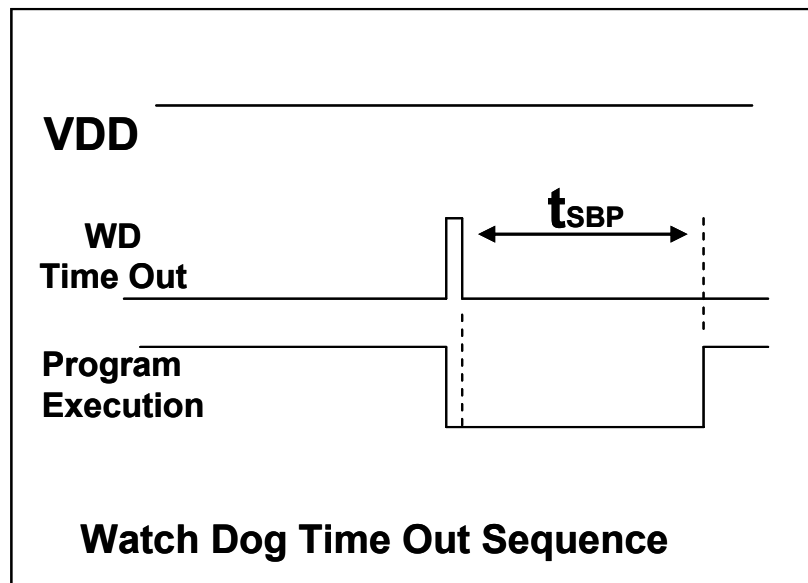 VDD
tSBP
WD
Time Out
Program
Execution
Watch Dog Time Out Sequence